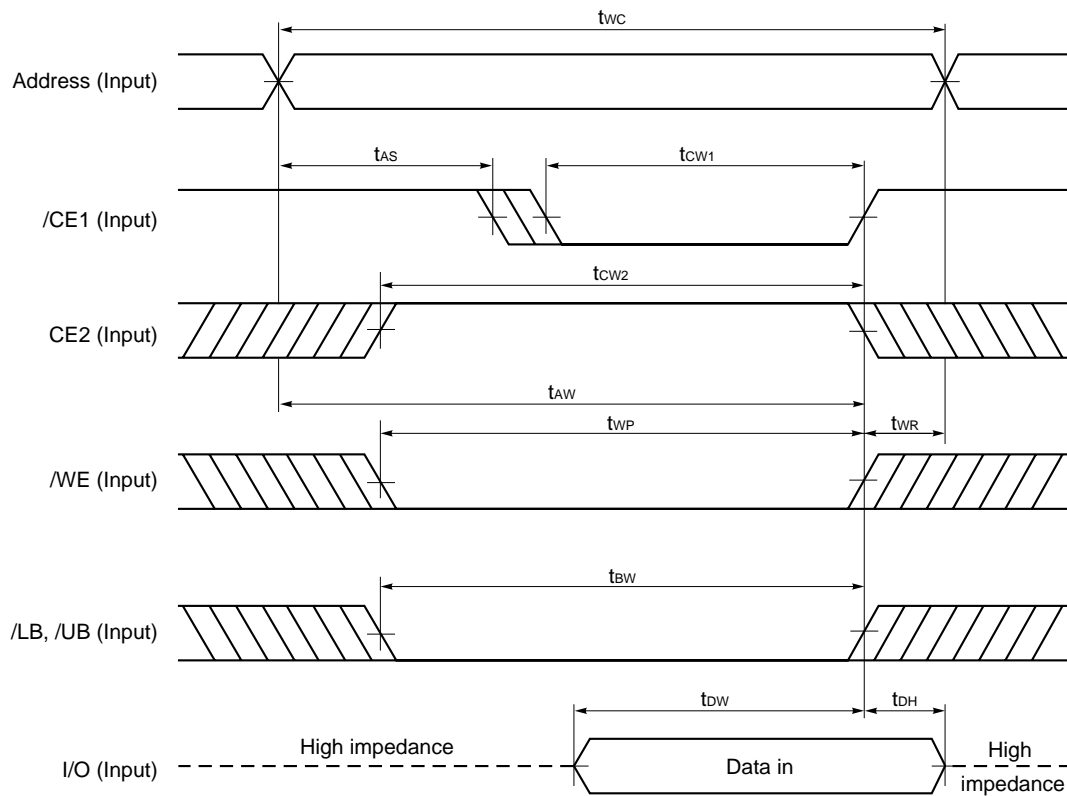 tWC
Address (Input)
tAS
tCW1
/CE1 (Input)
tCW2
CE2 (Input)
tAW
tWP
tWR
/WE (Input)
tBW
/LB, /UB (Input)
tDW
tDH
I/O (Input)
High impedance
Data in
High
impedance